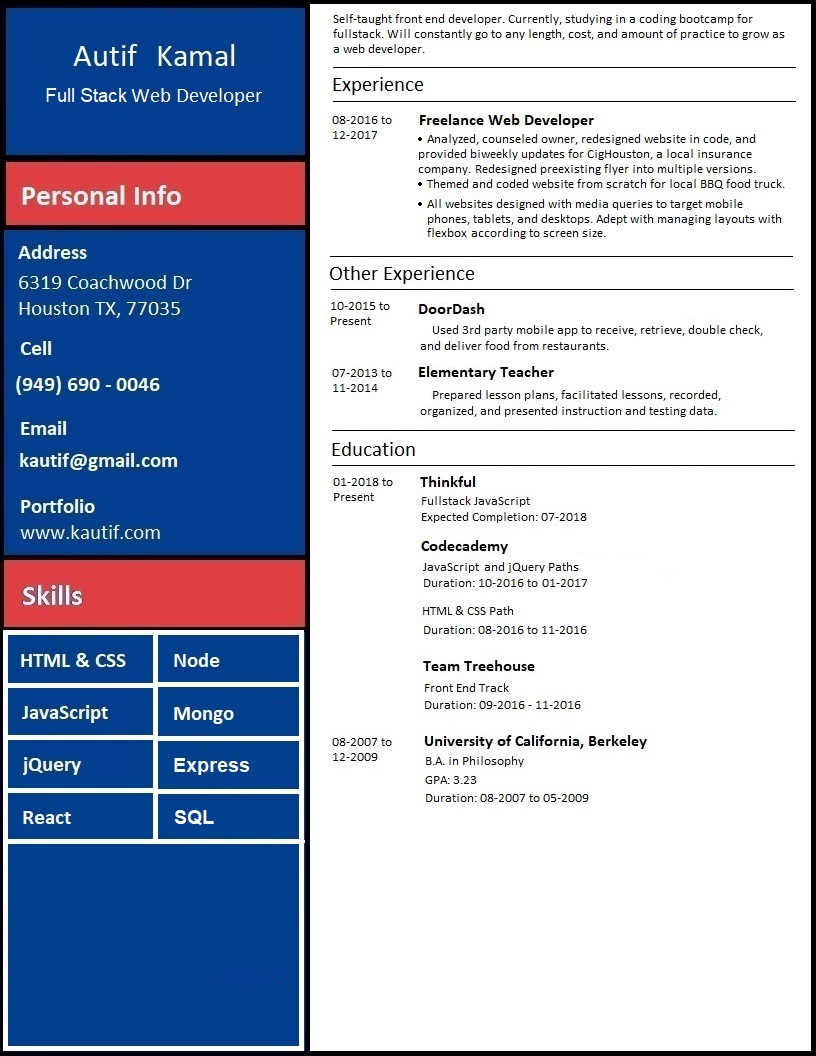 Autif Kamal
Full Stack Web Developer
Personal Info
Address
6319 Coachwood Dr
Houston TX, 77035
Cell
(949) 690 - 0046
Email
kautif@gmail.com
Portfolio
www.kautif.com
Skills
HTML & CSS Node
JavaScript Mongo
jQuery Express
React SQL
Self-taught front end developer. Currently, studying in a coding bootcamp for
fullstack. Will constantly go to any length, cost, and amount of practice to grow as
a web developer.
Experience
08-2016 to
12-2017
Freelance Web Developer
• Analyzed, counseled owner, redesigned website in code, and
provided biweekly updates for CigHouston, a local insurance
company. Redesigned preexisting flyer into multiple versions.
• Themed and coded website from scratch for local BBQ food truck.
• All websites designed with media queries to target mobile
phones, tablets, and desktops. Adept with managing layouts with
flexbox according to screen size.
Other Experience
10-2015 to
Present
DoorDash
Used 3rd party mobile app to receive, retrieve, double check,
and deliver food from restaurants.
07-2013 to
11-2014
Elementary Teacher
Prepared lesson plans, facilitated lessons, recorded,
organized, and presented instruction and testing data.
Education
01-2018 to
Present
Thinkful
Fullstack JavaScript
Expected Completion: 07-2018
Codecademy
JavaScript and jQuery Paths
Duration: 10-2016 to 01-2017
HTML & CSS Path
Duration: 08-2016 to 11-2016
Team Treehouse
Front End Track
Duration: 09-2016 - 11-2016
08-2007 to
12-2009
University of California, Berkeley
B.A. in Philosophy
GPA: 3.23
Duration: 08-2007 to 05-2009